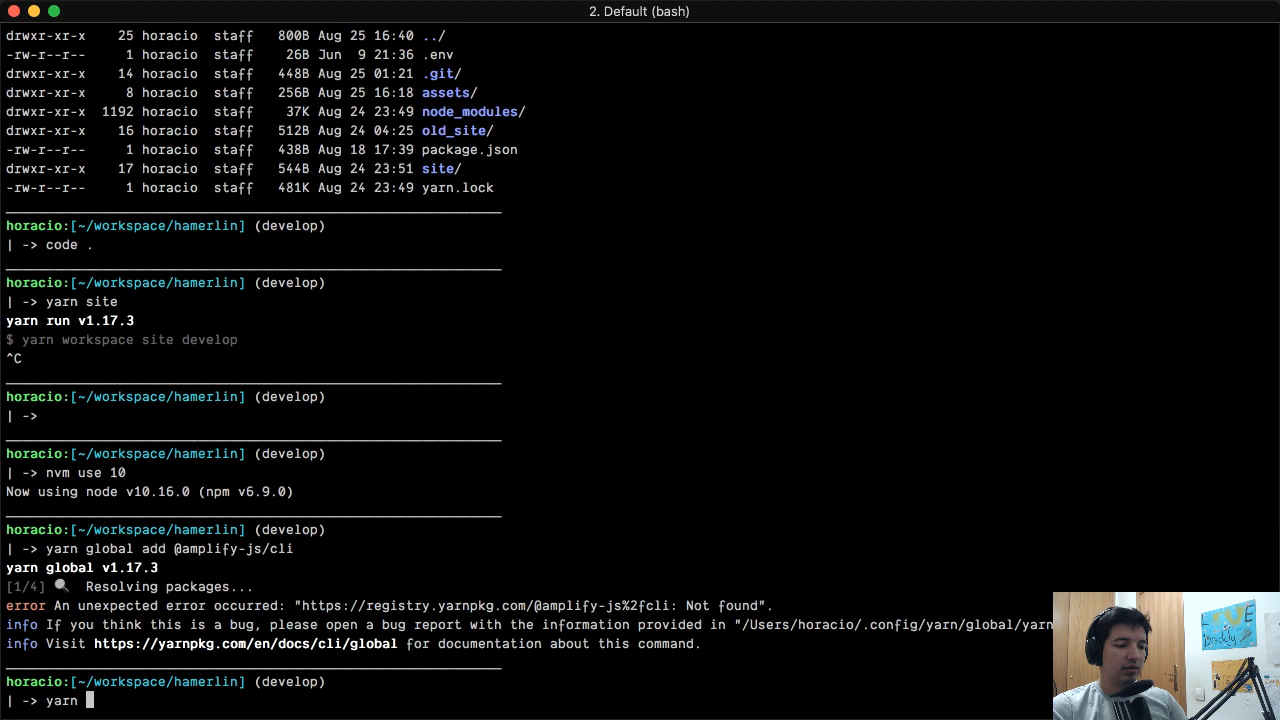 2. Default (bash)
drwxr-xr-x    25 horacio  staff   800B Aug 25 16:40 ../
-rw-r--r--     1 horacio  staff    26B Jun  9 21:36 .env
drwxr-xr-x    14 horacio  staff   448B Aug 25 01:21 .git/
drwxr-xr-x     8 horacio  staff   256B Aug 25 16:18 assets/
drwxr-xr-x  1192 horacio  staff    37K Aug 24 23:49 node_modules/
drwxr-xr-x    16 horacio  staff   512B Aug 24 04:25 old_site/
-rw-r--r--     1 horacio  staff   438B Aug 18 17:39 package.json
drwxr-xr-x    17 horacio  staff   544B Aug 24 23:51 site/
-rw-r--r--     1 horacio  staff   481K Aug 24 23:49 yarn.lock
horacio:[~/workspace/hamerlin] (develop)
| -> code .
horacio:[~/workspace/hamerlin] (develop)
| -> yarn site
yarn run v1.17.3
$ yarn workspace site develop
^C
horacio:[~/workspace/hamerlin] (develop)
| ->
horacio:[~/workspace/hamerlin] (develop)
| -> nvm use 10
Now using node v10.16.0 (npm v6.9.0)
horacio:[~/workspace/hamerlin] (develop)
| -> yarn global add @amplify-js/cli
yarn global v1.17.3
[1/4] 🔍  Resolving packages...
error An unexpected error occurred: "https://registry.yarnpkg.com/@amplify-js%2fcli: Not found".
info If you think this is a bug, please open a bug report with the information provided in "/Users/horacio/.config/yarn/global/yarn
info Visit https://yarnpkg.com/en/docs/cli/global for documentation about this command.
horacio:[~/workspace/hamerlin] (develop)
| -> yarn